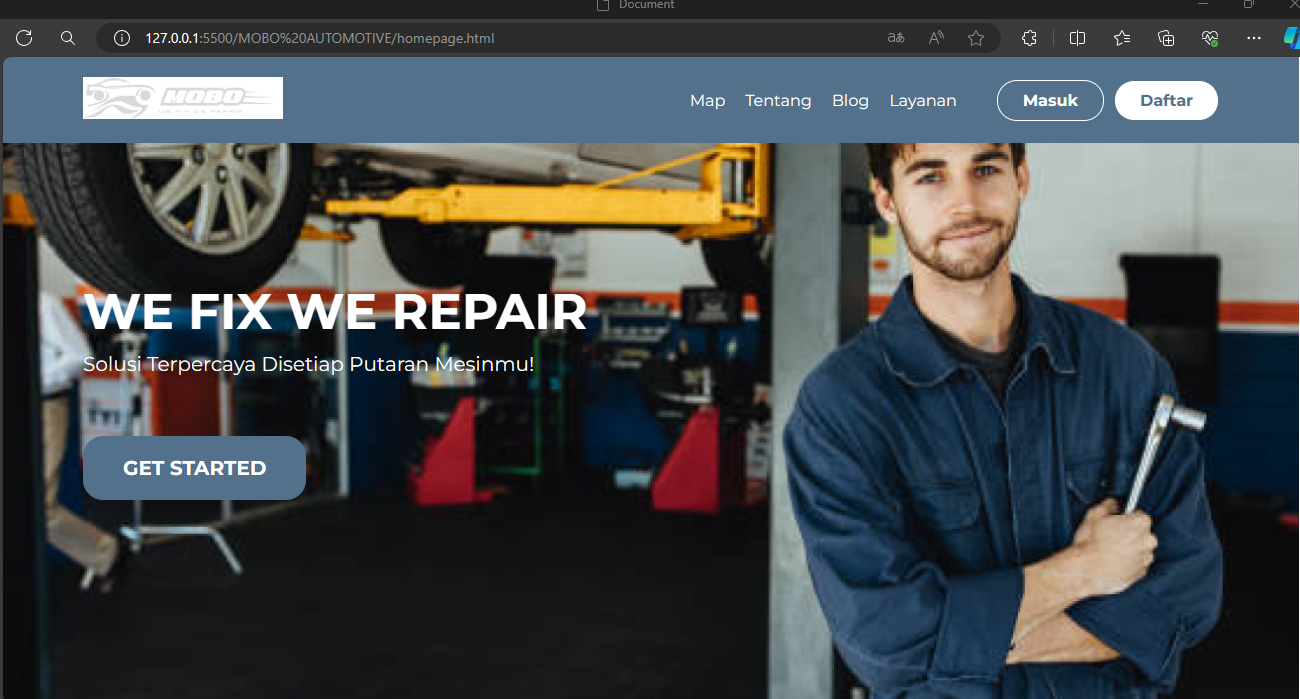 Document
127.0.0.1:5500/MOBO%20AUTOMOTIVE/homepage.html
MOBO
WE FIX WE REPAIR
Map Tentang Blog Layanan Masuk Daftar
WE FIX WE REPAIR
Solusi Terpercaya Disetiap Putaran Mesinmu!
GET STARTED